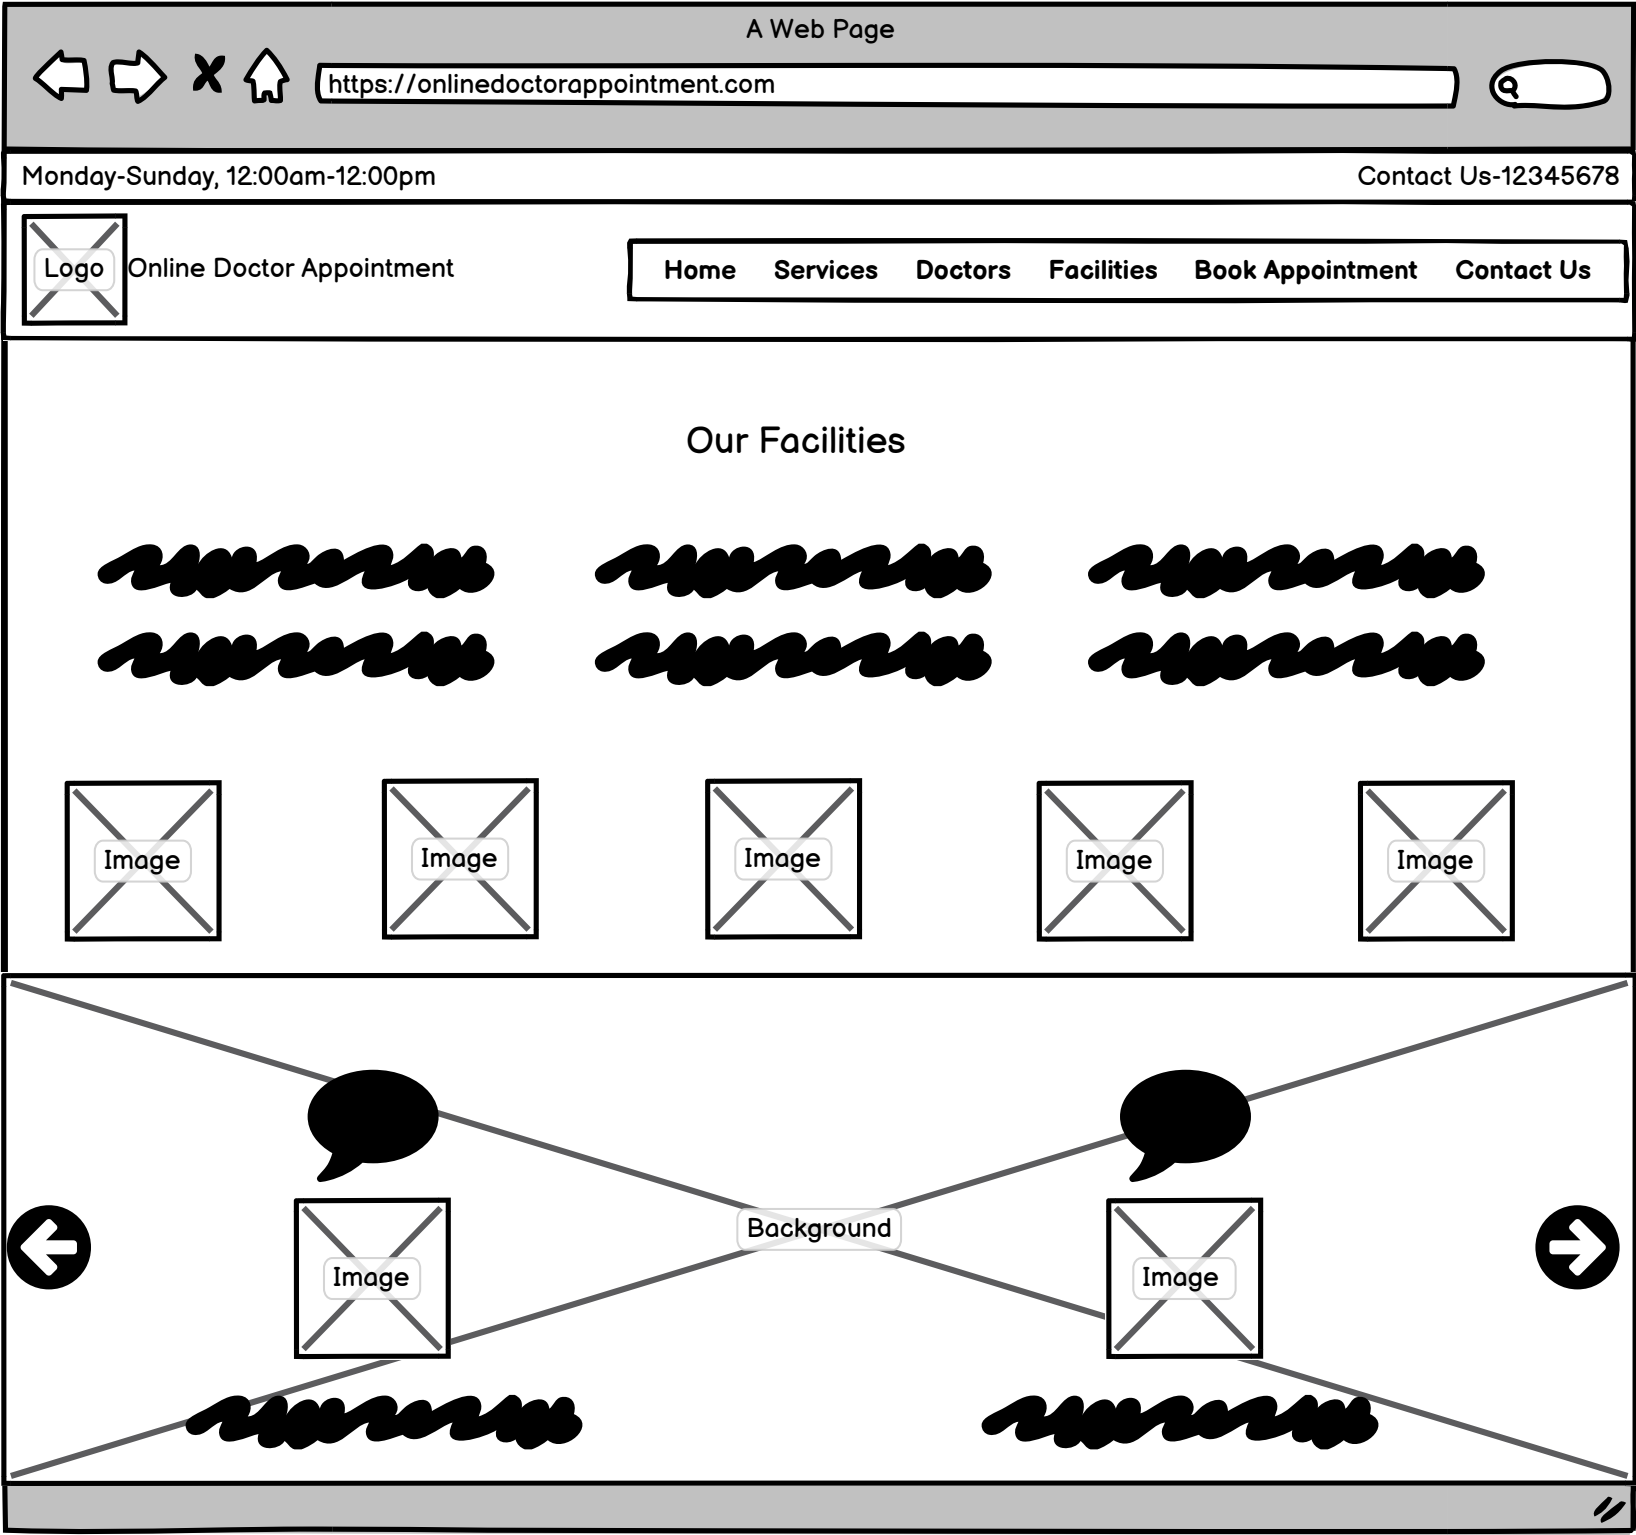 A Web Page
https://onlinedoctorappointment.com
Monday-Sunday, 12:00am-12:00pm
Contact Us-12345678
Logo
Online Doctor Appointment
Home Services Doctors Facilities Book Appointment Contact Us
Our Facilities
Image Image Image Image Image
Background
Image Image